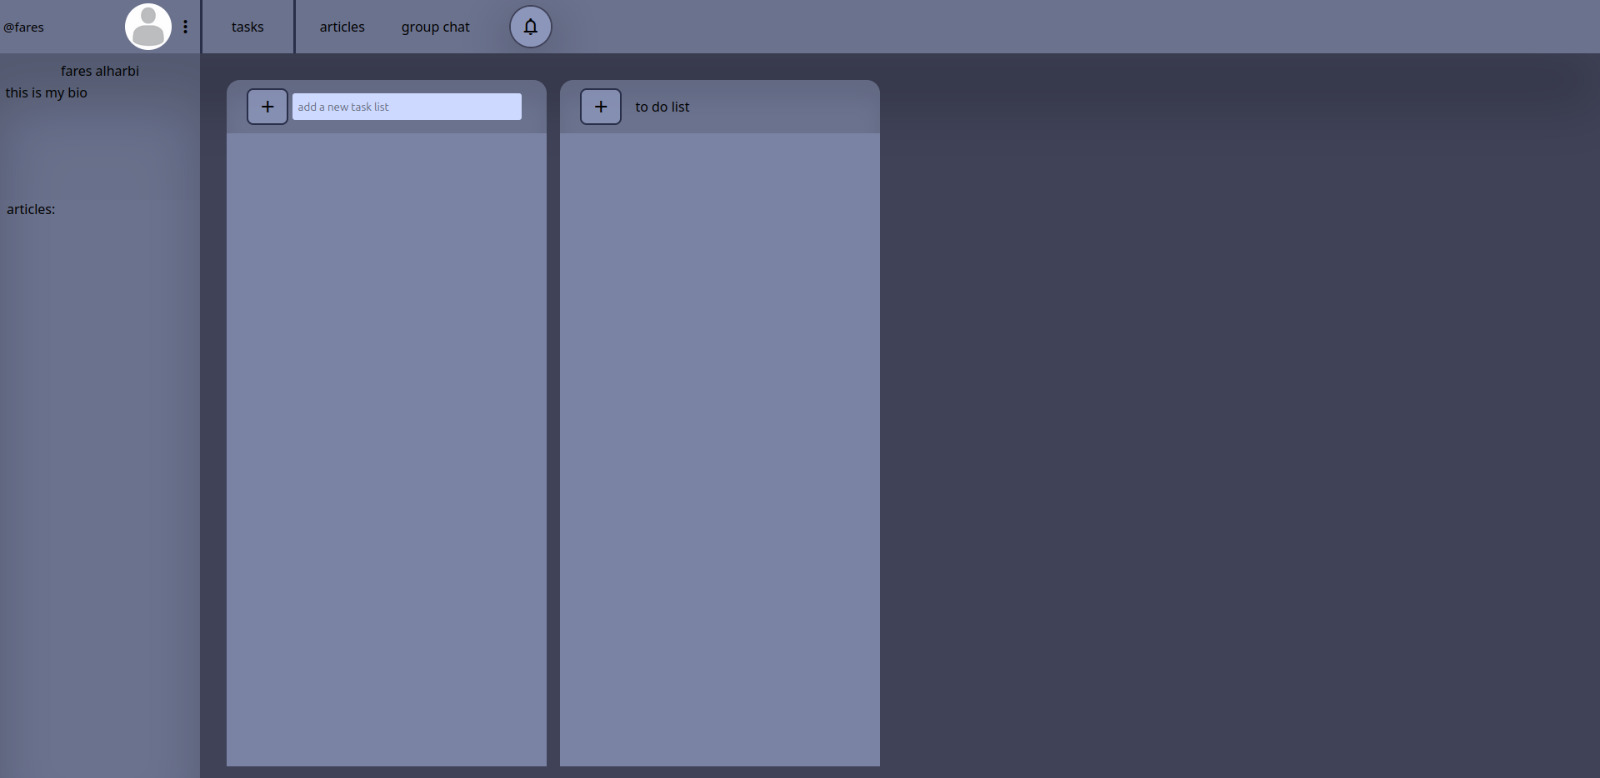 @fares
tasks
articles
group chat
fares alharbi
this is my bio
articles:
+
add a new task list
+
to do list